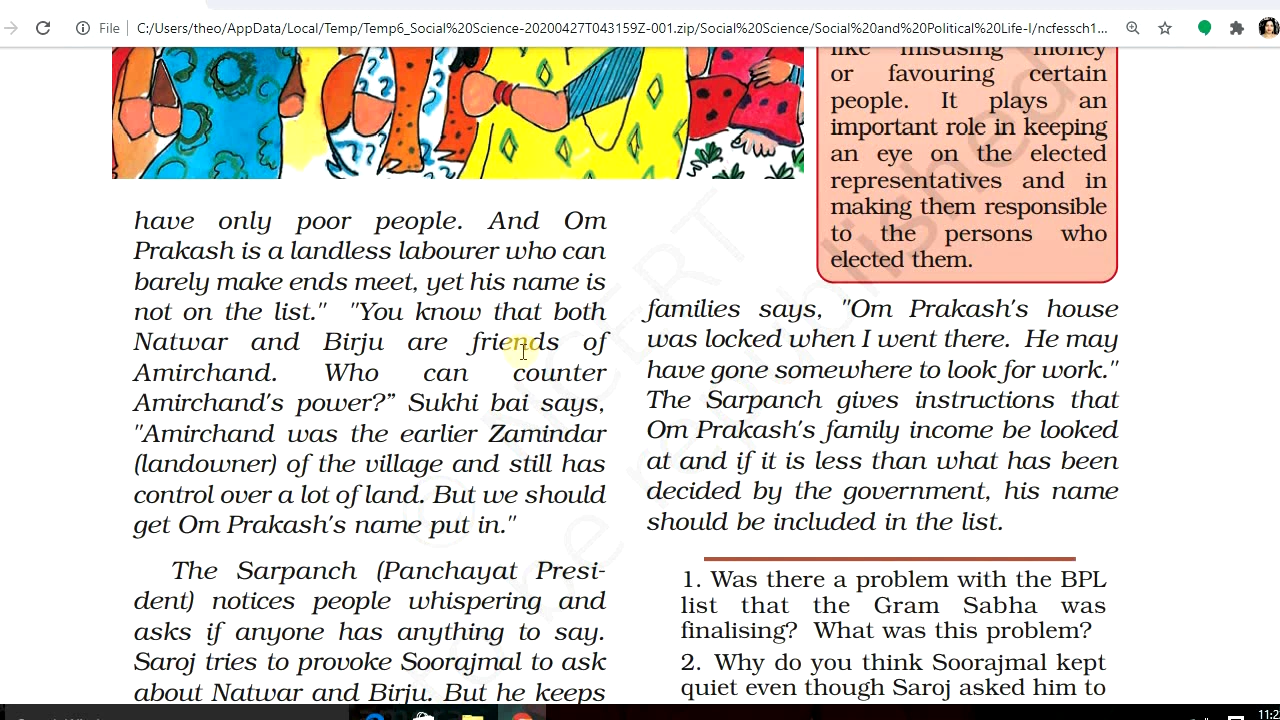 File
C:/Users/theo/AppData/Local/Temp/Temp6_Social%20Science-20200427T043159Z-001.zip/Social%20Science/Social%20and%20Political%20Life-I/ncfessch1...
like misusing money
or favouring certain
people. It plays an
important role in keeping
an eye on the elected
representatives and in
making them responsible
to the persons who
elected them.
have only poor people. And Om
Prakash is a landless labourer who can
barely make ends meet, yet his name is
not on the list." "You know that both
Natwar and Birju are friends of
Amirchand. Who can counter
Amirchand's power?” Sukhi bai says,
"Amirchand was the earlier Zamindar
(landowner) of the village and still has
control over a lot of land. But we should
get Om Prakash's name put in."
The Sarpanch (Panchayat Presi-
dent) notices people whispering and
asks if anyone has anything to say.
Saroj tries to provoke Soorajmal to ask
about Natwar and Birju. But he keeps
families says, "Om Prakash's house
was locked when I went there. He may
have gone somewhere to look for work."
The Sarpanch gives instructions that
Om Prakash's family income be looked
at and if it is less than what has been
decided by the government, his name
should be included in the list.
1. Was there a problem with the BPL
list that the Gram Sabha was
finalising? What was this problem?
2. Why do you think Soorajmal kept
quiet even though Saroj asked him to
© NCERT
be republished
11:2